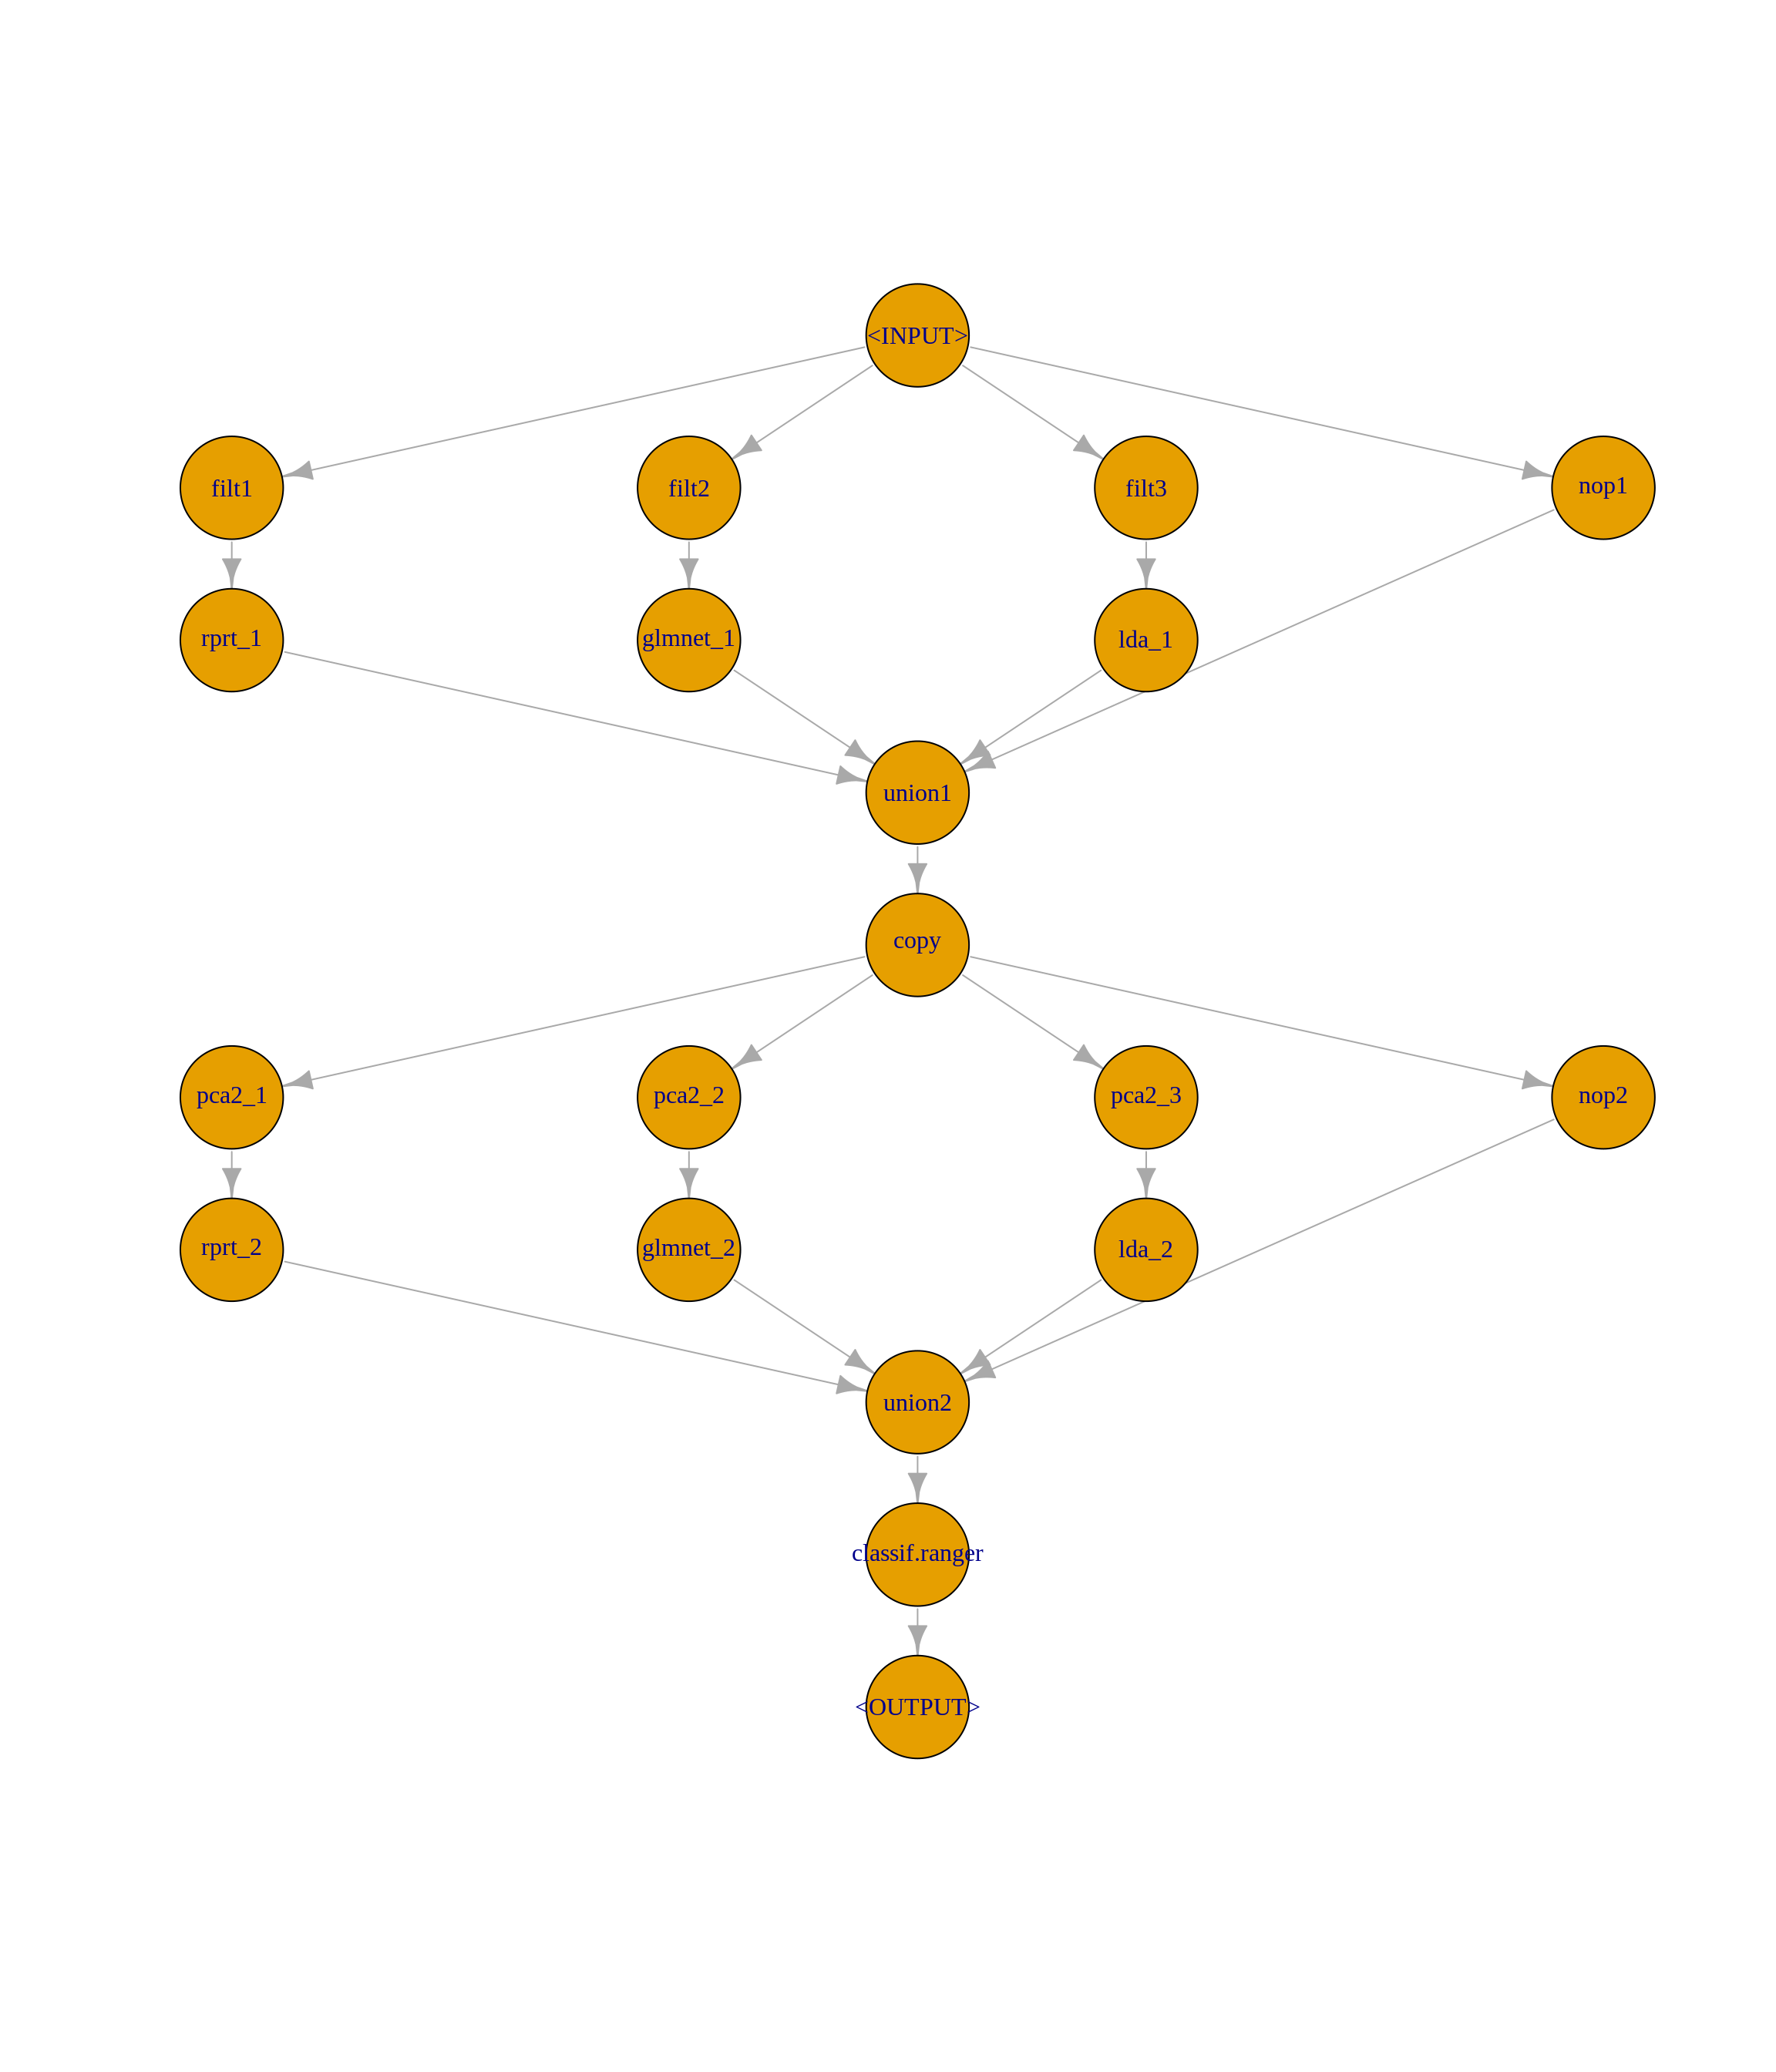 <INPUT>
filt1 filt2 filt3 nop1
rprt_1 glmnet_1 lda_1
union1
copy
pca2_1 pca2_2 pca2_3 nop2
rprt_2 glmnet_2 lda_2
union2
classif.ranger
<OUTPUT>